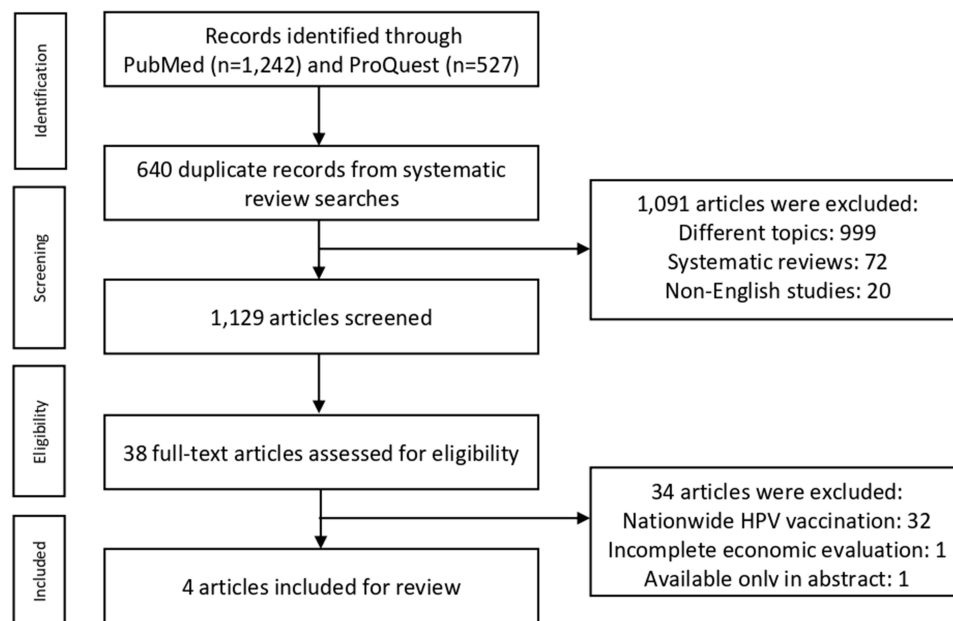 Identification
Records identified through
PubMed (n=1,242) and ProQuest (n=527)
640 duplicate records from systematic
review searches
Screening
1,091 articles were excluded:
Different topics: 999
Systematic reviews: 72
Non-English studies: 20
1,129 articles screened
Eligibility
38 full-text articles assessed for eligibility
34 articles were excluded:
Nationwide HPV vaccination: 32
Incomplete economic evaluation: 1
Available only in abstract: 1
Included
4 articles included for review